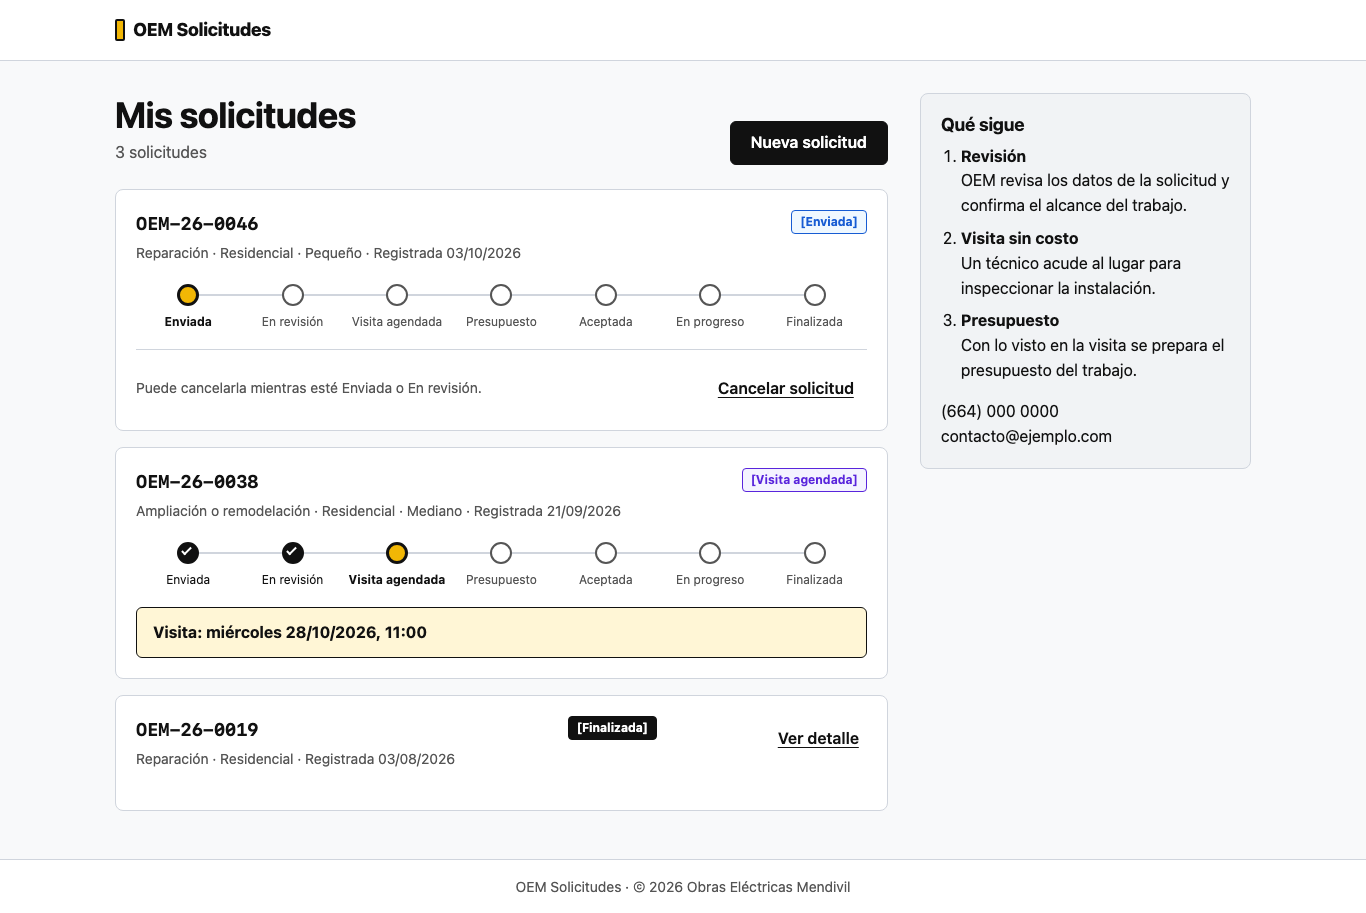 OEM Solicitudes
Mis solicitudes
3 solicitudes
Nueva solicitud
OEM-26-0046
[Enviada]
Reparación · Residencial · Pequeño · Registrada 03/10/2026
Enviada
En revisión
Visita agendada
Presupuesto
Aceptada
En progreso
Finalizada
Puede cancelarla mientras esté Enviada o En revisión.
Cancelar solicitud
OEM-26-0038
[Visita agendada]
Ampliación o remodelación · Residencial · Mediano · Registrada 21/09/2026
Enviada
En revisión
Visita agendada
Presupuesto
Aceptada
En progreso
Finalizada
Visita: miércoles 28/10/2026, 11:00
OEM-26-0019
[Finalizada]
Ver detalle
Reparación · Residencial · Registrada 03/08/2026
Qué sigue
1. Revisión
OEM revisa los datos de la solicitud y
confirma el alcance del trabajo.
2. Visita sin costo
Un técnico acude al lugar para
inspeccionar la instalación.
3. Presupuesto
Con lo visto en la visita se prepara el
presupuesto del trabajo.
(664) 000 0000
contacto@ejemplo.com
OEM Solicitudes · © 2026 Obras Eléctricas Mendivil